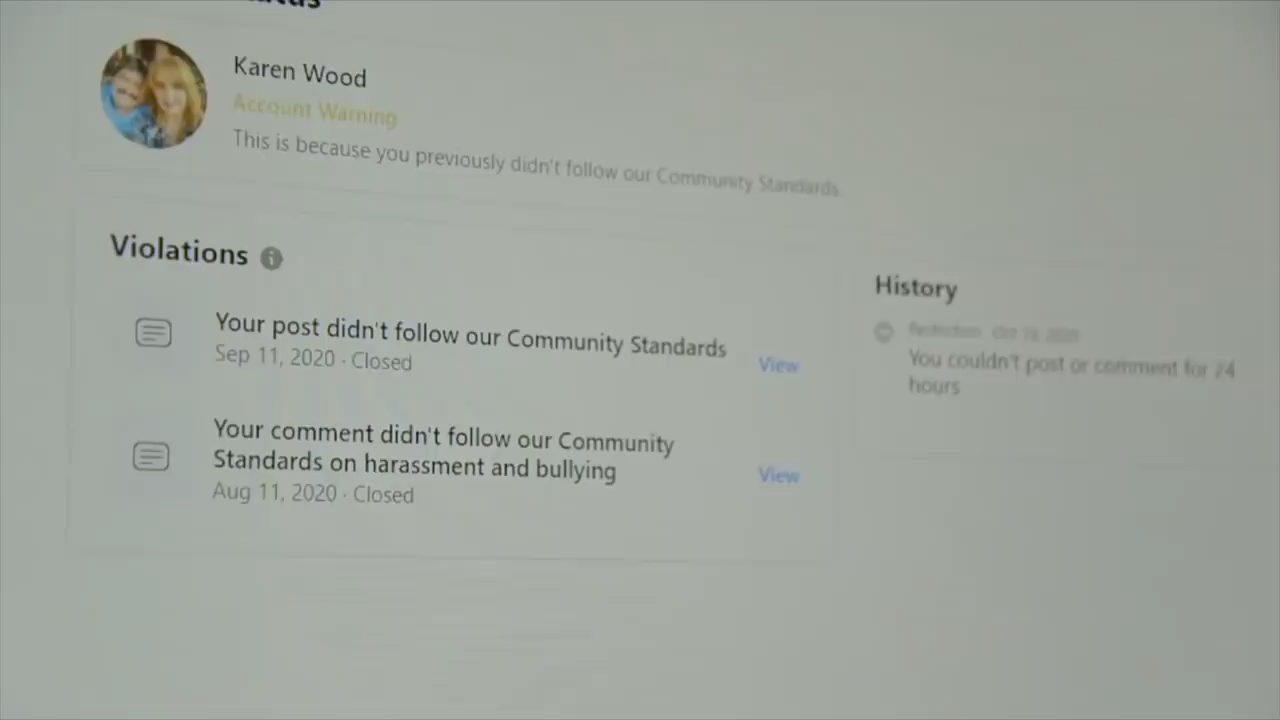 Karen Wood
Account Warning
This is because you previously didn't follow our Community Standards.
Violations
Your post didn't follow our Community Standards
Sep 11, 2020 · Closed
View
Your comment didn't follow our Community
Standards on harassment and bullying
Aug 11, 2020 · Closed
View
History
You couldn't post or comment for 24
hours